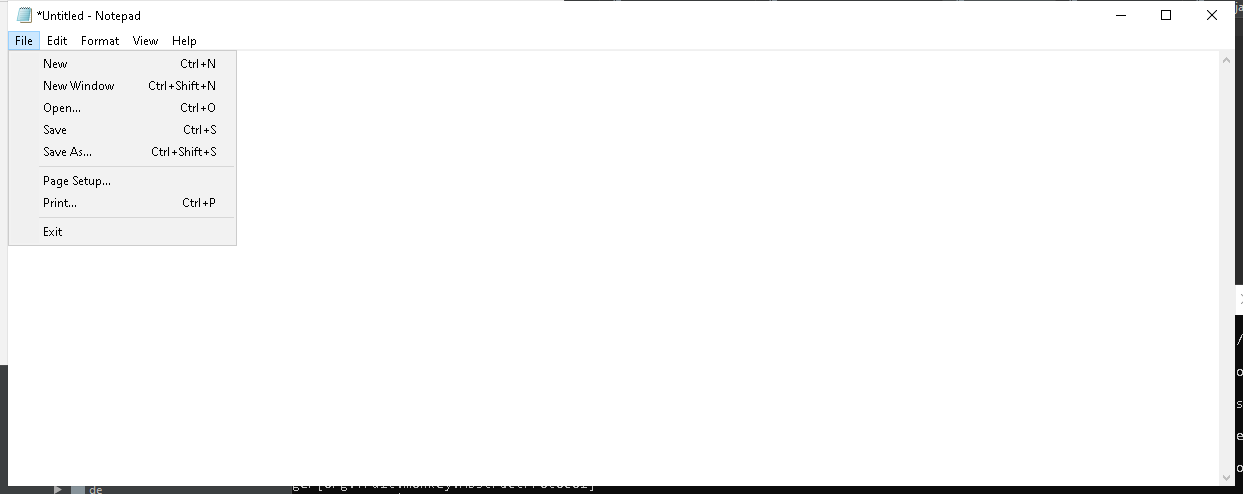 *Untitled - Notepad
File Edit Format View Help
New Ctrl+N
New Window Ctrl+Shift+N
Open... Ctrl+O
Save Ctrl+S
Save As... Ctrl+Shift+S
Page Setup...
Print... Ctrl+P
Exit
de